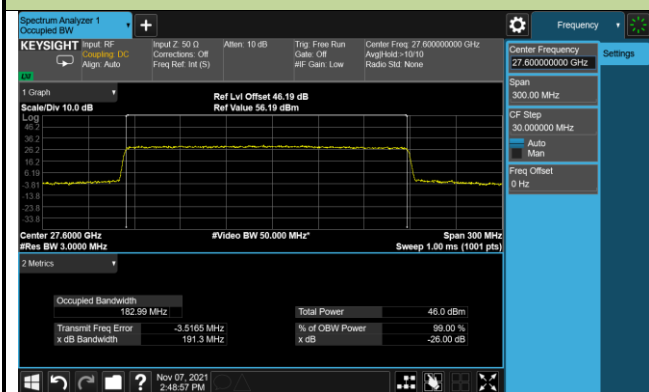 Spectrum Analyzer 1
Occupied BW
+
Frequency
KEYSIGHT
Input: RF
Coupling: DC
Align: Auto
Input Z: 50 Ω
Corrections: Off
Freq Ref: Int (S)
Atten: 10 dB
Trig: Free Run
Gate: Off
#IF Gain: Low
Center Freq: 27.600000000 GHz
Avg|Hold:>10/10
Radio Std: None
Center Frequency
27.600000000 GHz
Settings
Span
300.00 MHz
CF Step
30.000000 MHz
Auto
Man
Freq Offset
0 Hz
1 Graph
Scale/Div 10.0 dB
Ref Lvl Offset 46.19 dB
Ref Value 56.19 dBm
Log
46.2
36.2
26.2
16.2
6.19
-3.81
-13.8
-23.8
-33.8
Center 27.6000 GHz
#Res BW 3.0000 MHz
#Video BW 50.000 MHz*
Span 300 MHz
Sweep 1.00 ms (1001 pts)
2 Metrics
Occupied Bandwidth
182.99 MHz
Total Power
46.0 dBm
Transmit Freq Error
-3.5165 MHz
% of OBW Power
99.00 %
x dB Bandwidth
191.3 MHz
x dB
-26.00 dB
?
Nov 07, 2021
2:48:57 PM